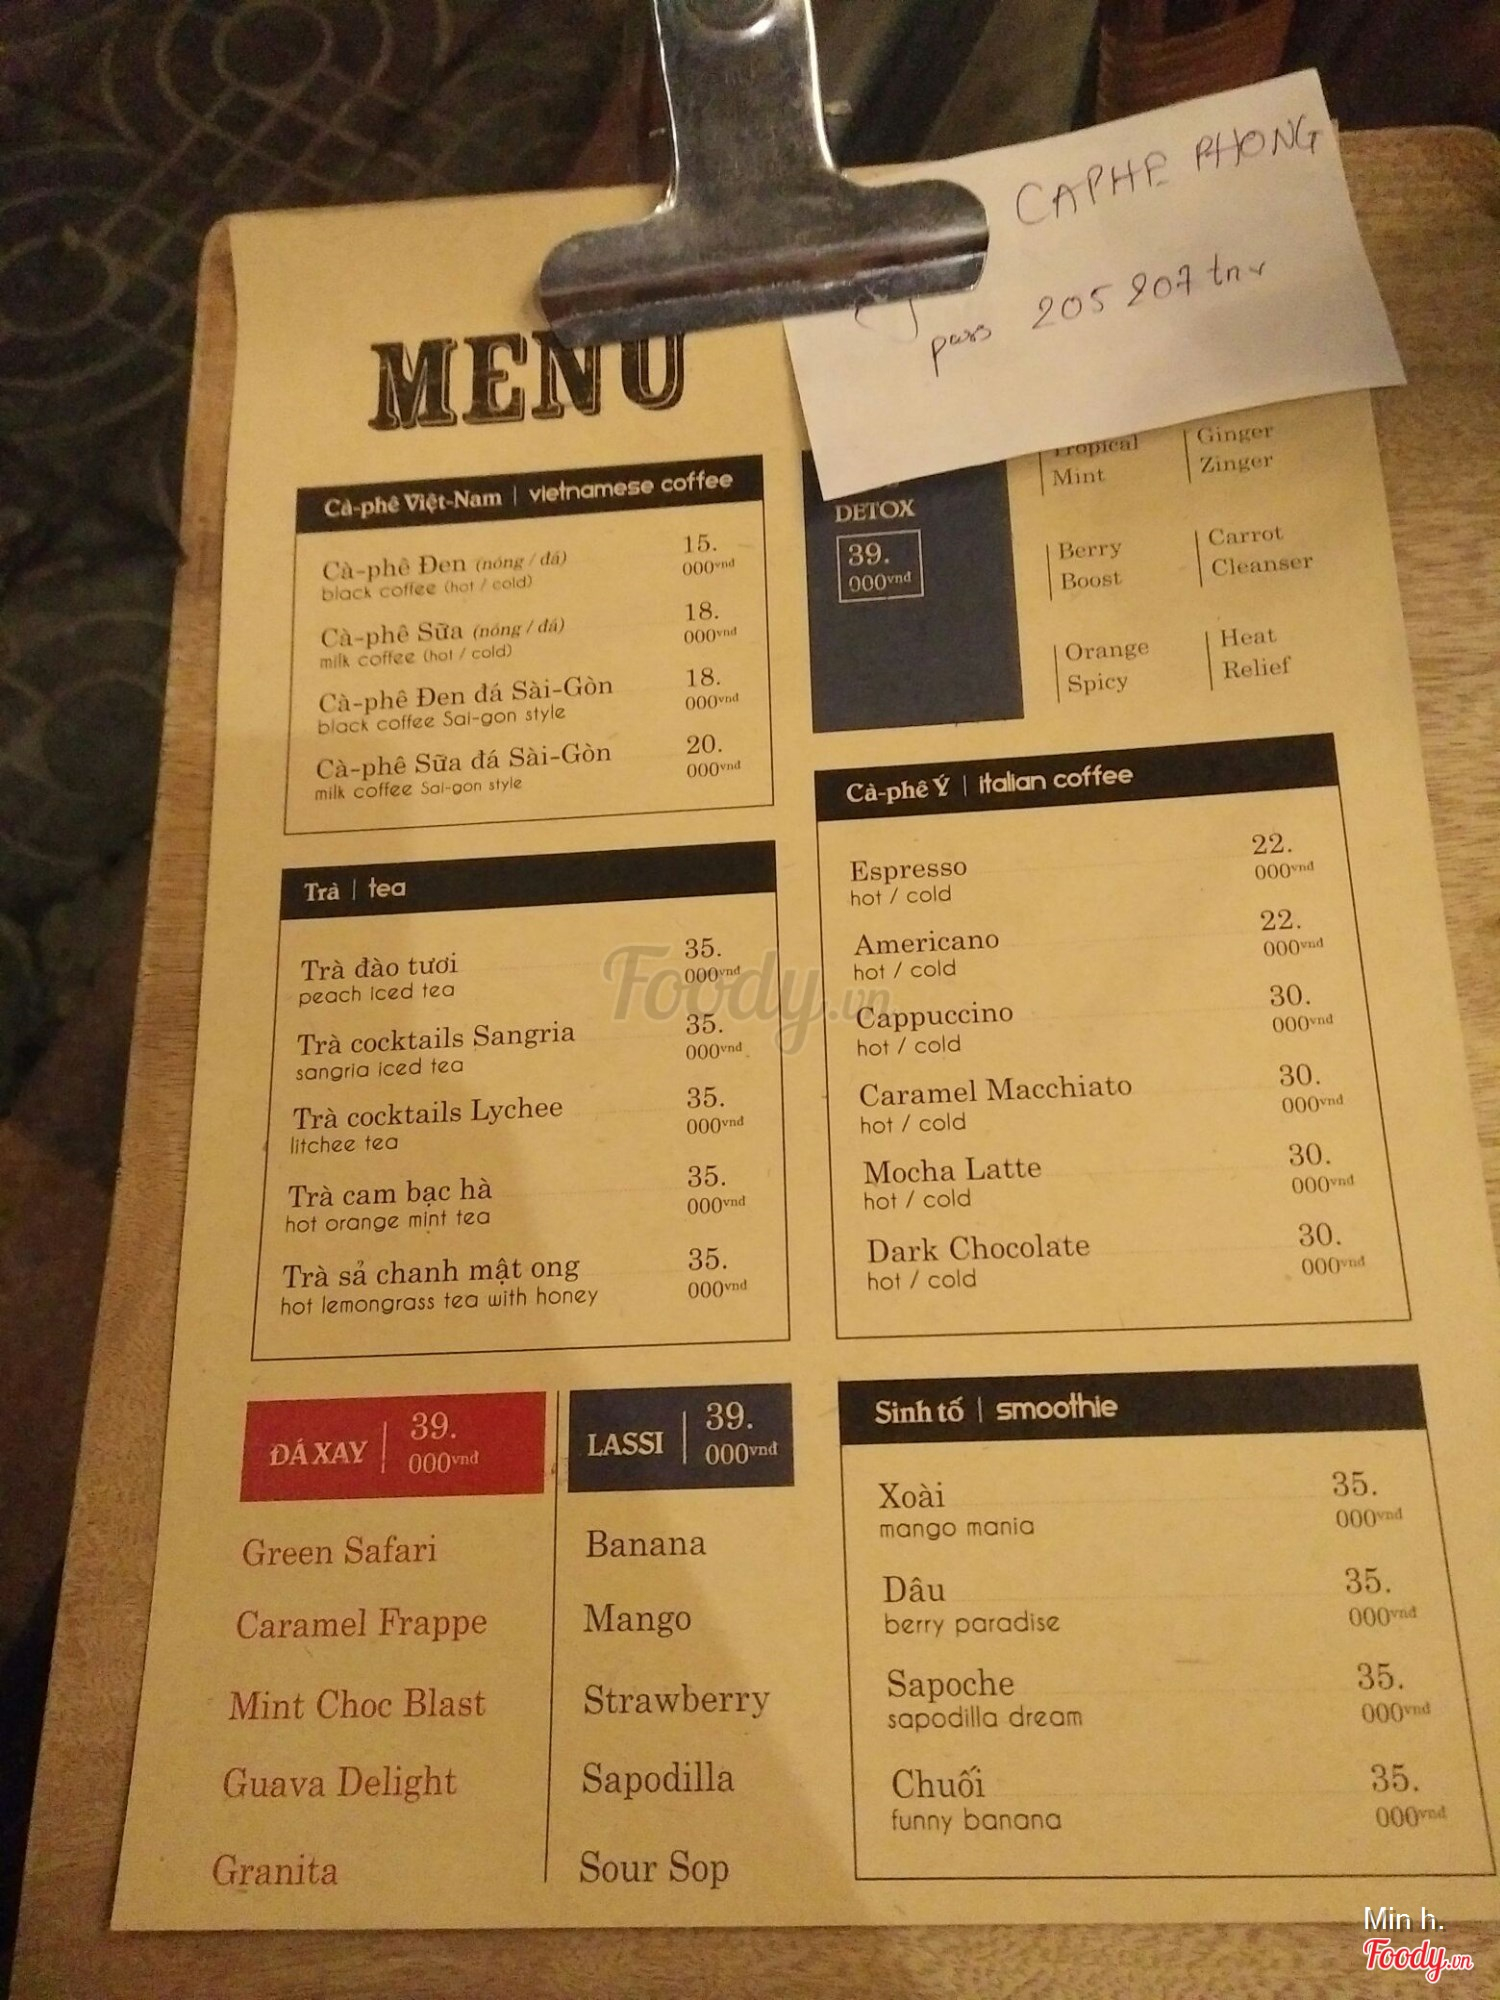 CAPHE PHONG
pass 205 207 tnv
MENU
Cà-phê Việt-Nam | vietnamese coffee
Cà-phê Đen (nóng / đá) 15.
black coffee (hot / cold) 000vnd
Cà-phê Sữa (nóng / đá) 18.
milk coffee (hot / cold) 000vnd
Cà-phê Đen đá Sài-Gòn 18.
black coffee Sai-gon style 000vnd
Cà-phê Sữa đá Sài-Gòn 20.
milk coffee Sai-gon style 000vnd
DETOX
39.
000vnd
Tropical
Mint
Ginger
Zinger
Berry
Boost
Carrot
Cleanser
Orange
Spicy
Heat
Relief
Trà | tea
Trà đào tươi 35.
peach iced tea 000vnd
Trà cocktails Sangria 35.
sangria iced tea 000vnd
Trà cocktails Lychee 35.
litchee tea 000vnd
Trà cam bạc hà 35.
hot orange mint tea 000vnd
Trà sả chanh mật ong 35.
hot lemongrass tea with honey 000vnd
Cà-phê Ý | italian coffee
Espresso 22.
hot / cold 000vnd
Americano 22.
hot / cold 000vnd
Cappuccino 30.
hot / cold 000vnd
Caramel Macchiato 30.
hot / cold 000vnd
Mocha Latte 30.
hot / cold 000vnd
Dark Chocolate 30.
hot / cold 000vnd
ĐÁ XAY | 39.
000vnđ
Green Safari
Caramel Frappe
Mint Choc Blast
Guava Delight
Granita
LASSI | 39.
000vnđ
Banana
Mango
Strawberry
Sapodilla
Sour Sop
Sinh tố | smoothie
Xoài 35.
mango mania 000vnd
Dâu 35.
berry paradise 000vnd
Sapoche 35.
sapodilla dream 000vnd
Chuối 35.
funny banana 000vnd
Foody.vn
Min h.
Foody.vn